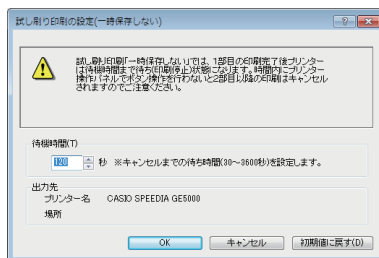 試し刷り印刷の設定(一時保存しない)
試し刷り印刷「一時保存しない」では、1部目の印刷完了後プリンター
は待機時間まで待ち(印刷停止)状態になります。時間内にプリンター
操作パネルでボタン操作を行わないと2部目以降の印刷はキャンセル
されますのでご注意ください。
待機時間(T)
120 秒 ※キャンセルまでの待ち時間(30～3600秒)を設定します。
出力先
プリンター名 CASIO SPEEDIA GE5000
場所
OK キャンセル 初期値に戻す(D)